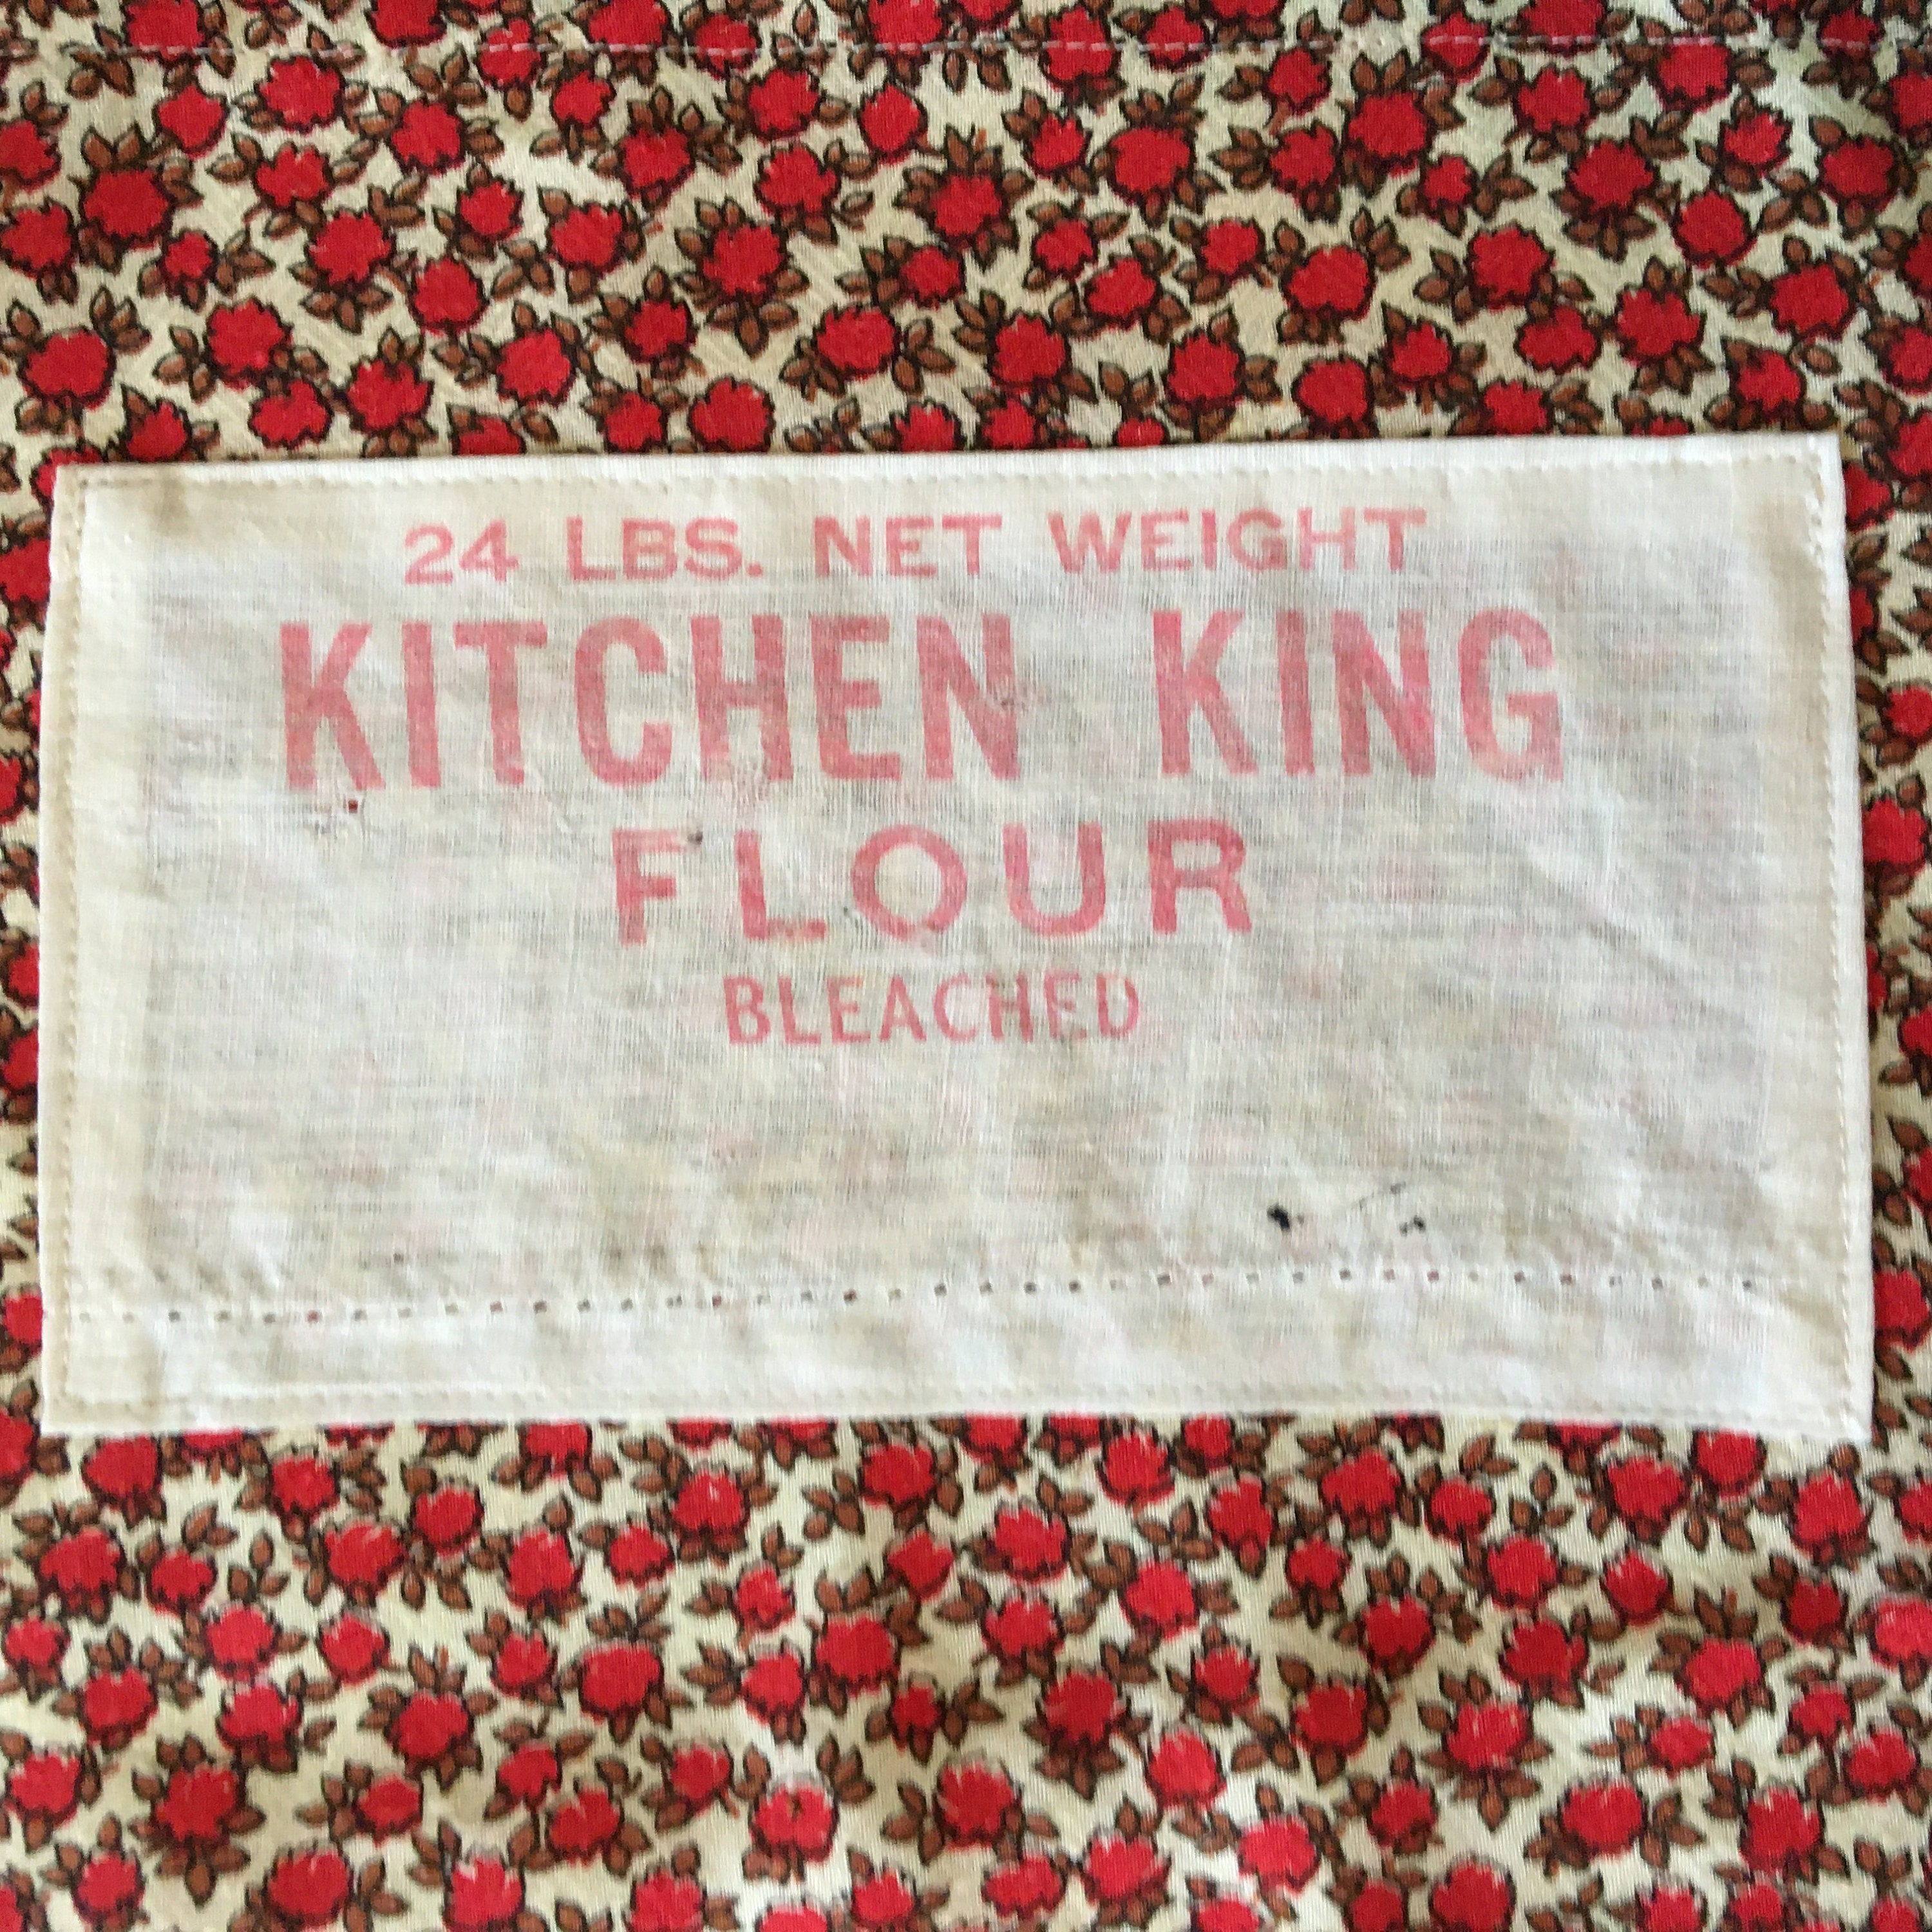 24 LBS. NET WEIGHT
KITCHEN KING
FLOUR
BLEACHED